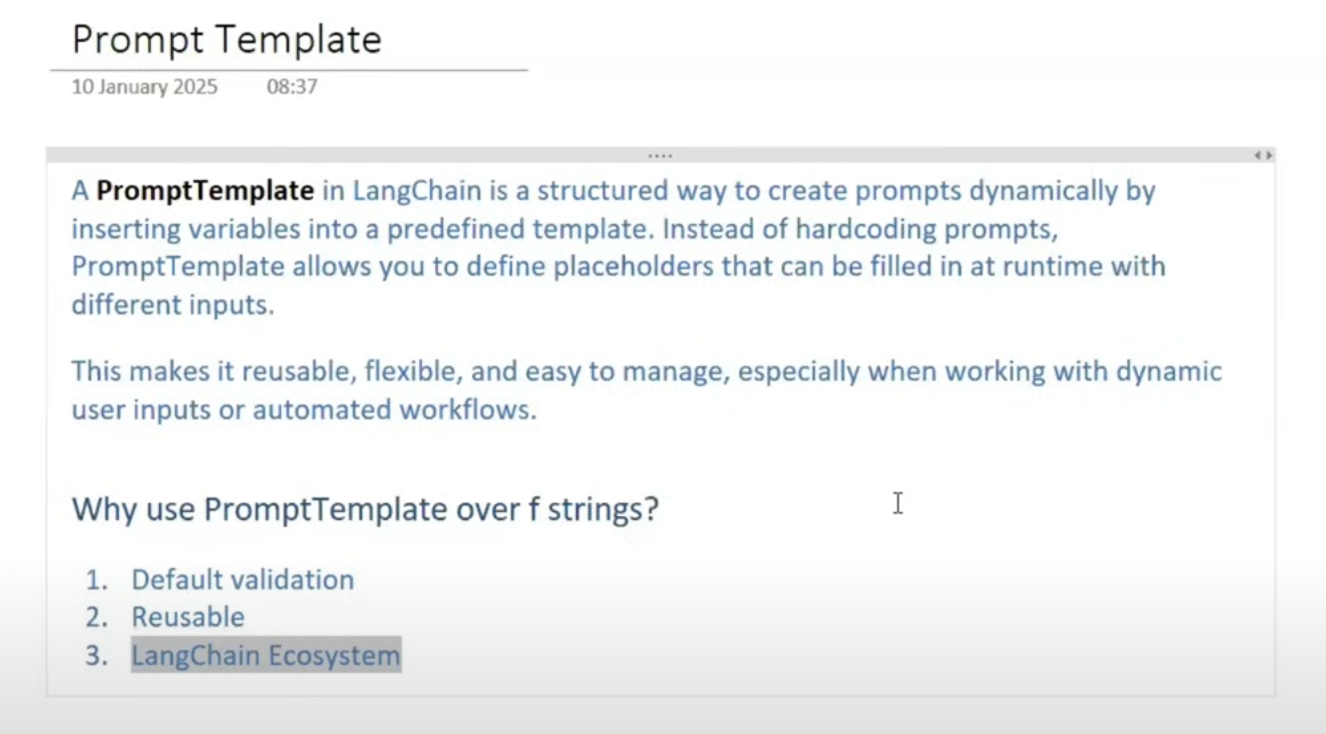 Prompt Template
10 January 2025 08:37
A PromptTemplate in LangChain is a structured way to create prompts dynamically by
inserting variables into a predefined template. Instead of hardcoding prompts,
PromptTemplate allows you to define placeholders that can be filled in at runtime with
different inputs.
This makes it reusable, flexible, and easy to manage, especially when working with dynamic
user inputs or automated workflows.
Why use PromptTemplate over f strings?
1. Default validation
2. Reusable
3. LangChain Ecosystem